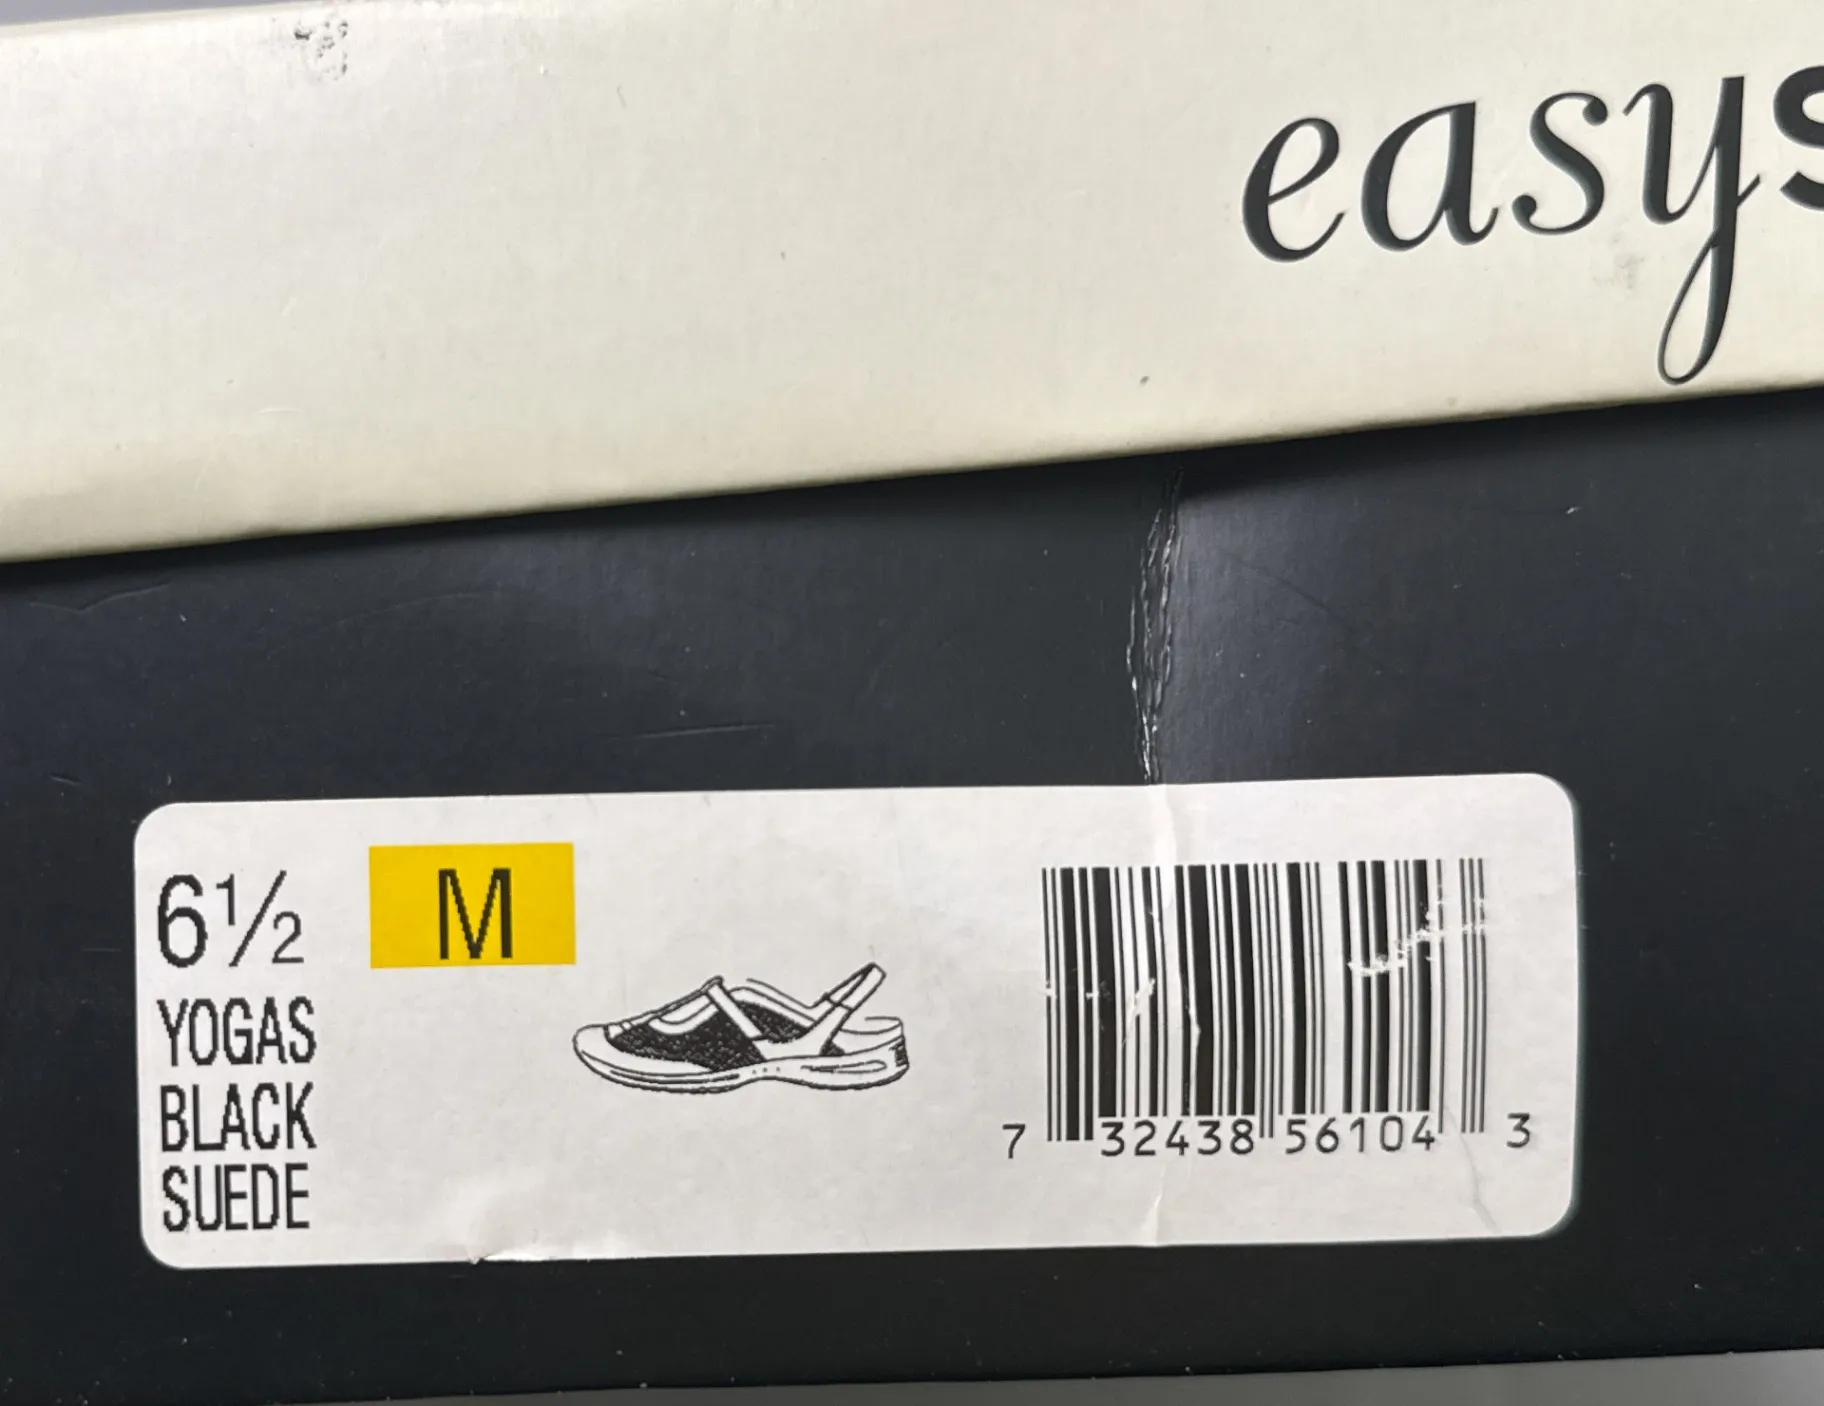 easys
6½ M
YOGAS
BLACK
SUEDE
7 32438 56104 3